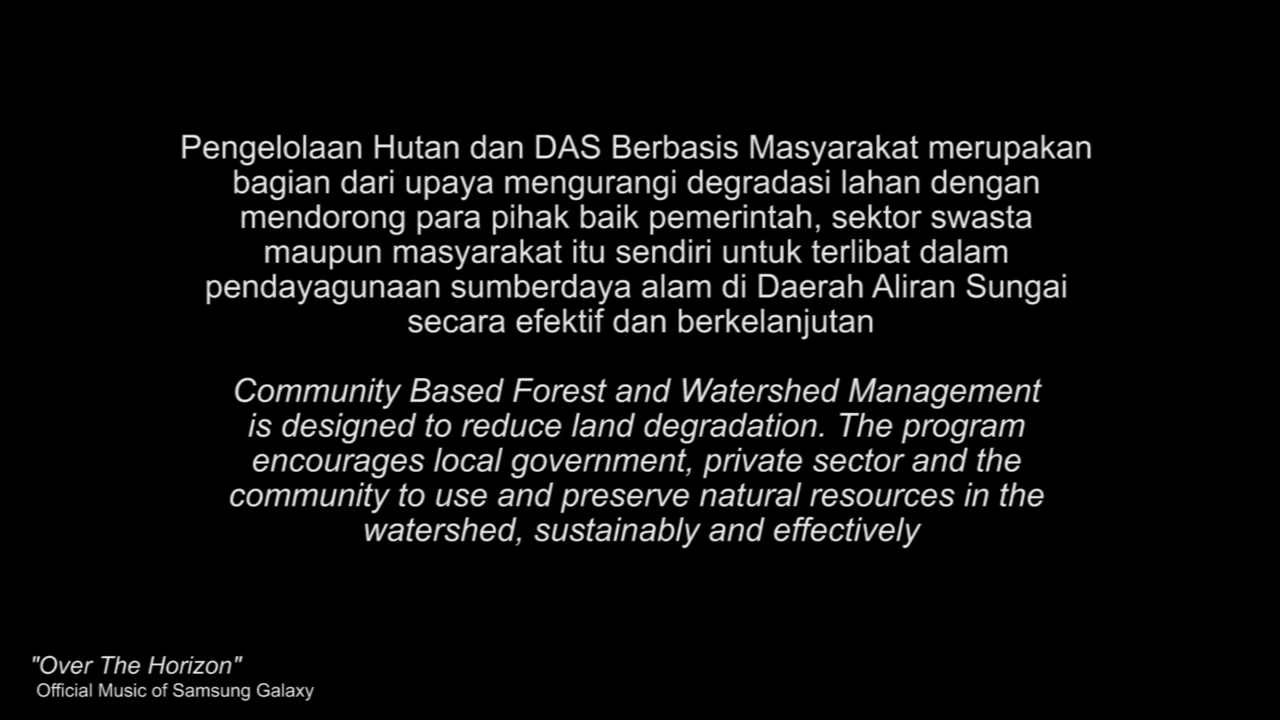 Pengelolaan Hutan dan DAS Berbasis Masyarakat merupakan
bagian dari upaya mengurangi degradasi lahan dengan
mendorong para pihak baik pemerintah, sektor swasta
maupun masyarakat itu sendiri untuk terlibat dalam
pendayagunaan sumberdaya alam di Daerah Aliran Sungai
secara efektif dan berkelanjutan
Community Based Forest and Watershed Management
is designed to reduce land degradation. The program
encourages local government, private sector and the
community to use and preserve natural resources in the
watershed, sustainably and effectively
"Over The Horizon"
Official Music of Samsung Galaxy